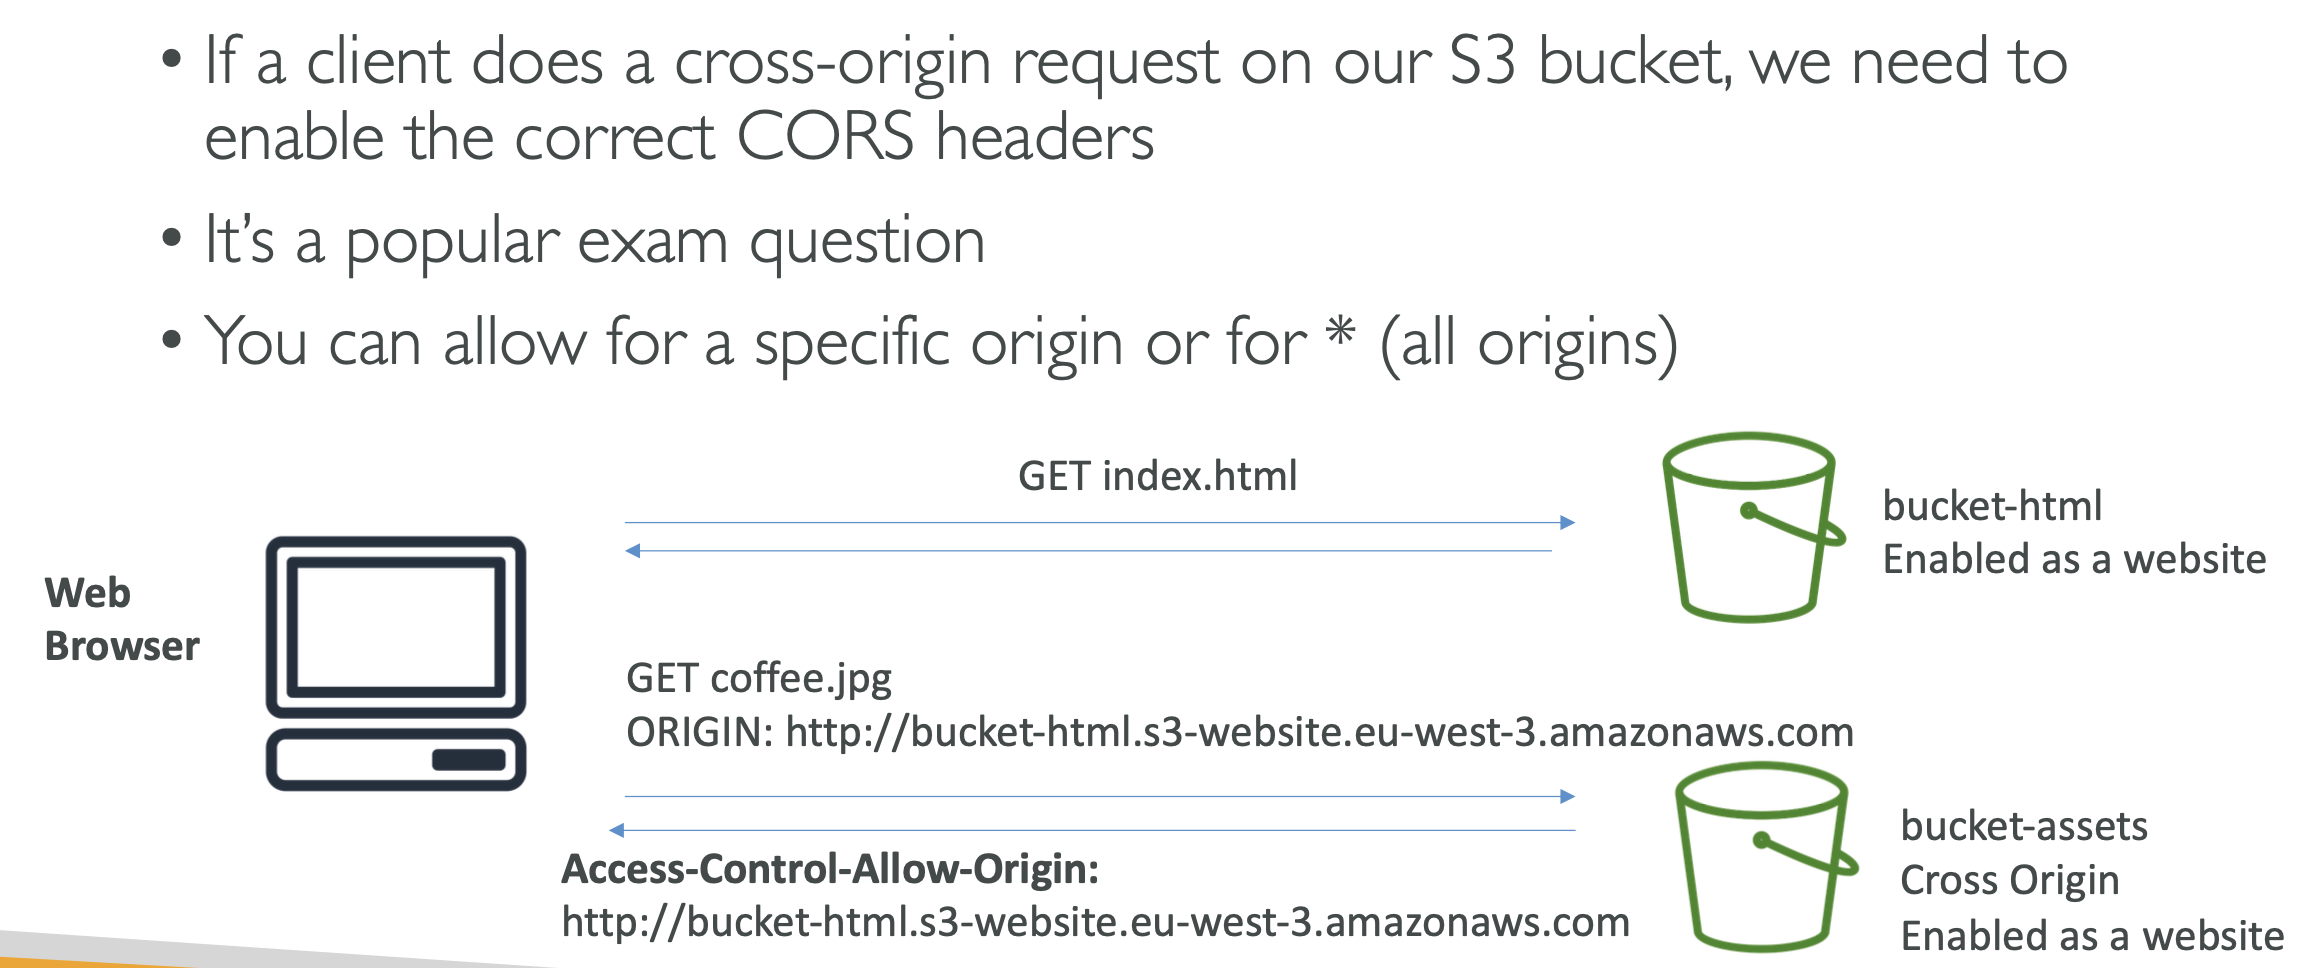 • If a client does a cross-origin request on our S3 bucket, we need to
enable the correct CORS headers
• It’s a popular exam question
• You can allow for a specific origin or for * (all origins)
GET index.html
bucket-html
Enabled as a website
Web
Browser
GET coffee.jpg
ORIGIN: http://bucket-html.s3-website.eu-west-3.amazonaws.com
Access-Control-Allow-Origin:
http://bucket-html.s3-website.eu-west-3.amazonaws.com
bucket-assets
Cross Origin
Enabled as a website